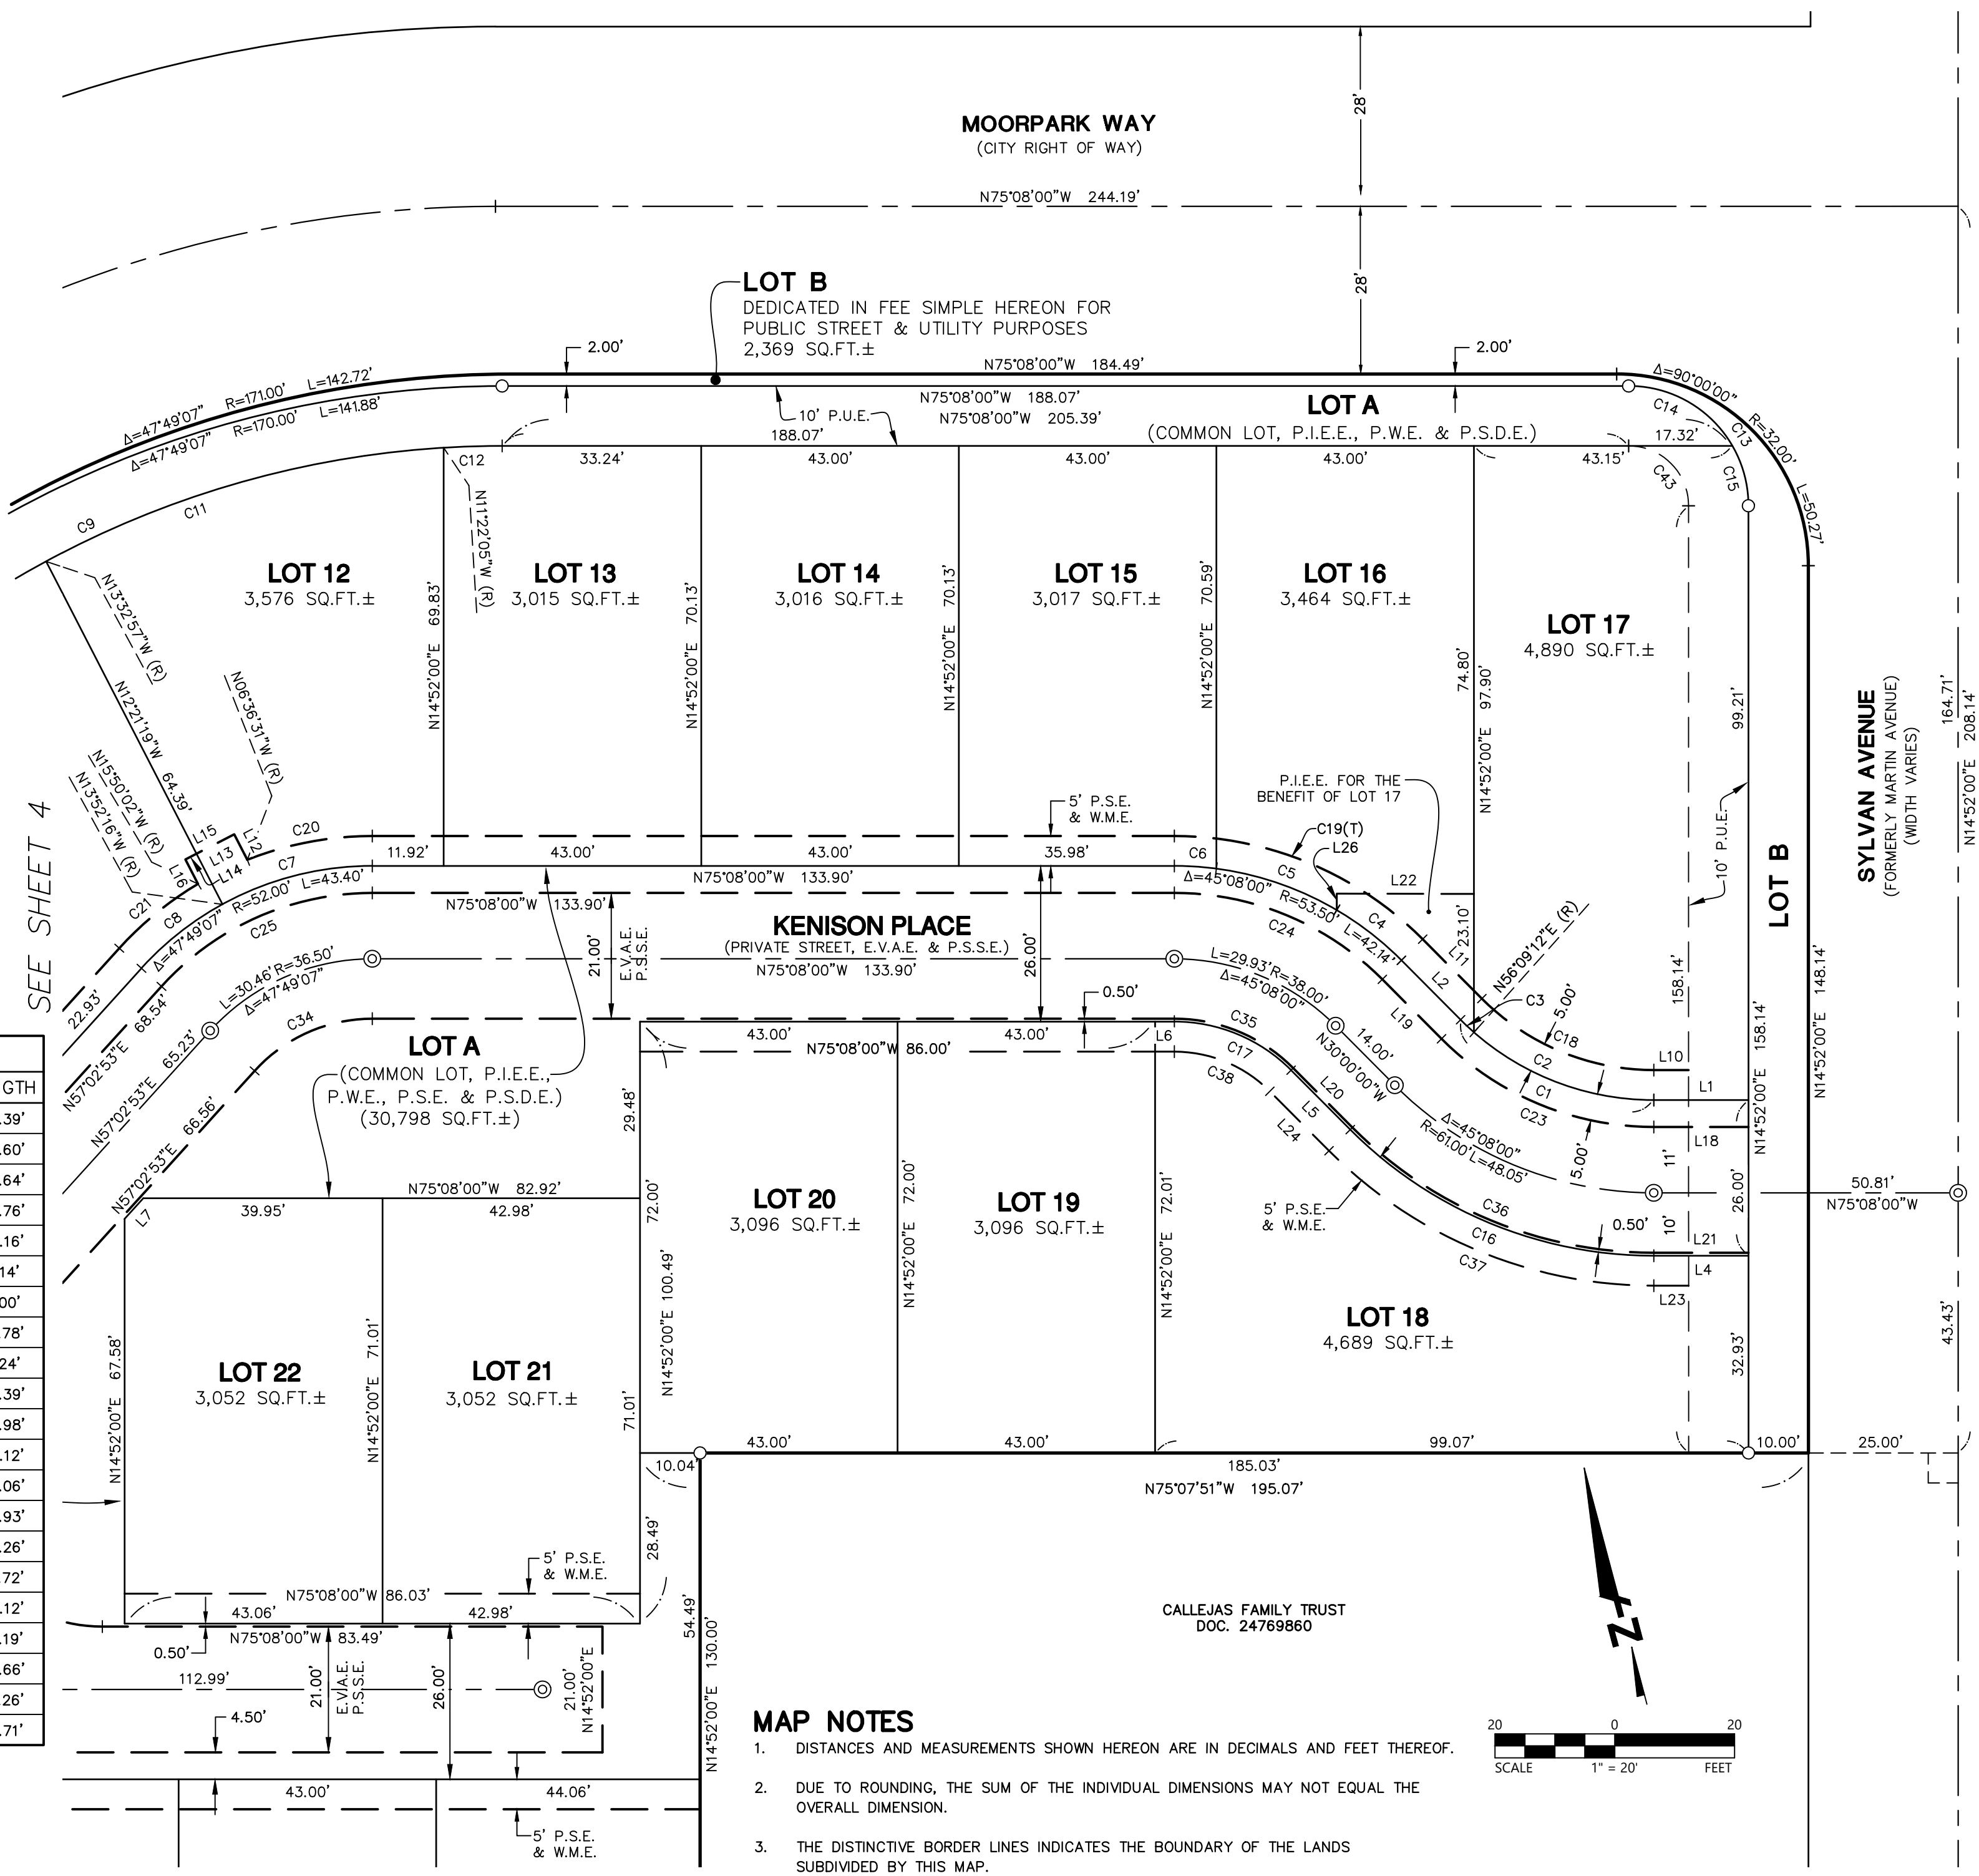 MOORPARK WAY
(CITY RIGHT OF WAY)
28'
N75°08'00"W 244.19'
28'
LOT B
DEDICATED IN FEE SIMPLE HEREON FOR
PUBLIC STREET & UTILITY PURPOSES
2,369 SQ.FT.±
2.00'
2.00'
N75°08'00"W 184.49'
Δ=47°49'07" R=171.00' L=142.72'
Δ=47°49'07" R=170.00' L=141.88'
N75°08'00"W 188.07'
N75°08'00"W 205.39'
10' P.U.E.
188.07'
LOT A
(COMMON LOT, P.I.E.E., P.W.E. & P.S.D.E.)
Δ=90°00'00" R=32.00' L=50.27'
C14
C13
C15
17.32'
C43
C9
C11
C12
33.24'
43.00'
43.00'
43.00'
43.15'
N11°22'05"W (R)
N13°32'57"W (R)
LOT 12
3,576 SQ.FT.±
N14°52'00"E 69.83'
LOT 13
3,015 SQ.FT.±
N14°52'00"E 70.13'
LOT 14
3,016 SQ.FT.±
N14°52'00"E 70.13'
LOT 15
3,017 SQ.FT.±
N14°52'00"E 70.59'
LOT 16
3,464 SQ.FT.±
74.80'
N14°52'00"E 97.90'
LOT 17
4,890 SQ.FT.±
99.21'
10' P.U.E.
LOT B
SYLVAN AVENUE
(FORMERLY MARTIN AVENUE)
(WIDTH VARIES)
164.71'
N14°52'00"E 208.14'
N12°21'19"W 64.39'
N06°36'31"W (R)
N15°50'02"W (R)
N13°52'16"W (R)
SEE SHEET 4
L15
L12
L13
L14
L16
C20
C7
C21
C8
Δ=47°49'07" R=52.00' L=43.40'
C25
11.92'
43.00'
43.00'
35.98'
C6
5' P.S.E.
& W.M.E.
P.I.E.E. FOR THE
BENEFIT OF LOT 17
C19(T)
L26
C5
L22
C4
L11
23.10'
N75°08'00"W 133.90'
N75°08'00"W 133.90'
Δ=45°08'00" R=53.50' L=42.14'
C24
L2
N56°09'12"E (R)
C3
5.00'
C18
L10
158.14'
KENISON PLACE
(PRIVATE STREET, E.V.A.E. & P.S.S.E.)
N75°08'00"W 133.90'
21.00'
E.V.A.E.
P.S.S.E.
26.00'
L=29.93' R=38.00'
Δ=45°08'00"
L19
C2
C1
C23
L1
L18
N14°52'00"E 158.14'
N14°52'00"E 148.14'
22.93'
N57°02'53"E 68.54'
N57°02'53"E 65.23'
L=30.46' R=36.50'
Δ=47°49'07"
C34
N57°02'53"E 66.56'
0.50'
43.00'
43.00'
N75°08'00"W 86.00'
L6
C35
C17
C38
14.00'
N30°00'00"W
L20
L5
L24
Δ=45°08'00"
R=61.00' L=48.05'
5.00'
11'
50.81'
N75°08'00"W
26.00'
C36
C16
C37
0.50'
10'
L21
L4
L23
5' P.S.E.
& W.M.E.
LOT A
(COMMON LOT, P.I.E.E.,
P.W.E., P.S.E. & P.S.D.E.)
(30,798 SQ.FT.±)
29.48'
L7
39.95'
N75°08'00"W 82.92'
42.98'
72.00'
N14°52'00"E 100.49'
LOT 20
3,096 SQ.FT.±
N14°52'00"E 72.00'
LOT 19
3,096 SQ.FT.±
N14°52'00"E 72.01'
LOT 18
4,689 SQ.FT.±
32.93'
43.43'
GTH
.39'
.60'
.64'
.76'
.16'
.14'
.00'
.78'
.24'
.39'
.98'
.12'
.06'
.93'
.26'
.72'
.12'
.19'
.66'
.26'
.71'
N14°52'00"E 67.58'
LOT 22
3,052 SQ.FT.±
N14°52'00"E 71.01'
LOT 21
3,052 SQ.FT.±
71.01'
43.00'
43.00'
99.07'
10.00'
25.00'
10.04'
185.03'
N75°07'51"W 195.07'
28.49'
5' P.S.E.
& W.M.E.
N75°08'00"W 86.03'
43.06'
42.98'
N75°08'00"W 83.49'
0.50'
112.99'
21.00'
E.V.A.E.
P.S.S.E.
26.00'
21.00'
N14°52'00"E
54.49'
N14°52'00"E 130.00'
4.50'
43.00'
44.06'
5' P.S.E.
& W.M.E.
CALLEJAS FAMILY TRUST
DOC. 24769860
N
MAP NOTES
1. DISTANCES AND MEASUREMENTS SHOWN HEREON ARE IN DECIMALS AND FEET THEREOF.
2. DUE TO ROUNDING, THE SUM OF THE INDIVIDUAL DIMENSIONS MAY NOT EQUAL THE
OVERALL DIMENSION.
3. THE DISTINCTIVE BORDER LINES INDICATES THE BOUNDARY OF THE LANDS
SUBDIVIDED BY THIS MAP.
20 0 20
SCALE 1" = 20' FEET